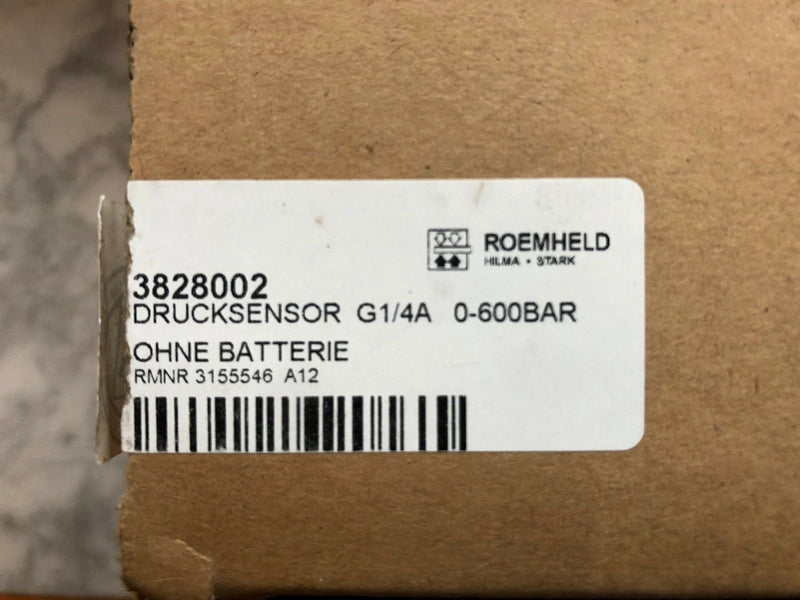 ROEMHELD
HILMA • STARK
3828002
DRUCKSENSOR G1/4A 0-600BAR
OHNE BATTERIE
RMNR 3155546 A12